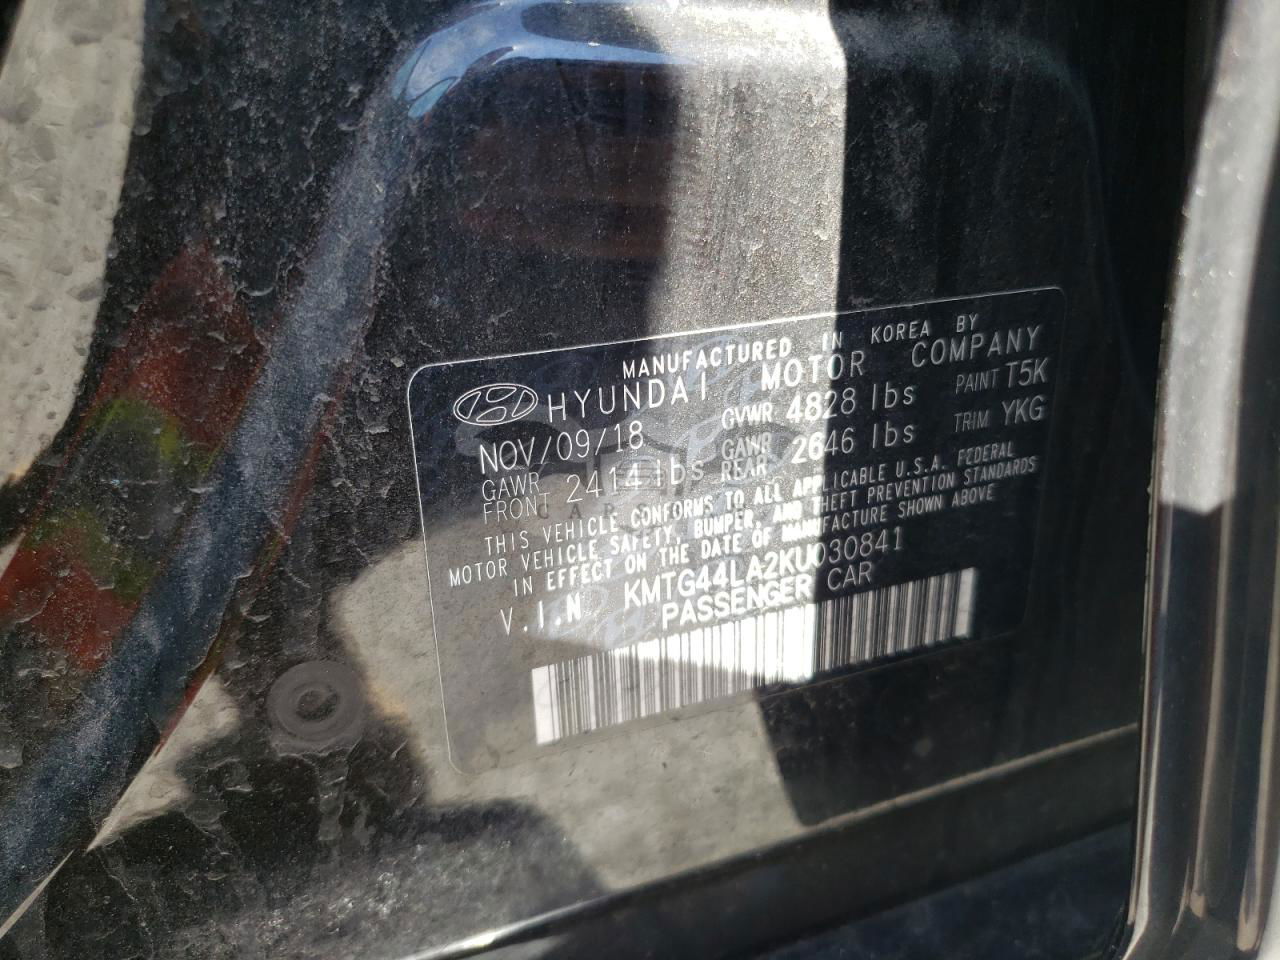 MANUFACTURED IN KOREA BY
HYUNDAI MOTOR COMPANY
NOV/09/18 GVWR 4828 lbs PAINT T5K
GAWR FRONT 2414 lbs GAWR REAR 2646 lbs TRIM YKG
THIS VEHICLE CONFORMS TO ALL APPLICABLE U.S.A. FEDERAL
MOTOR VEHICLE SAFETY, BUMPER, AND THEFT PREVENTION STANDARDS
IN EFFECT ON THE DATE OF MANUFACTURE SHOWN ABOVE
V.I.N KMTG44LA2KU030841
PASSENGER CAR